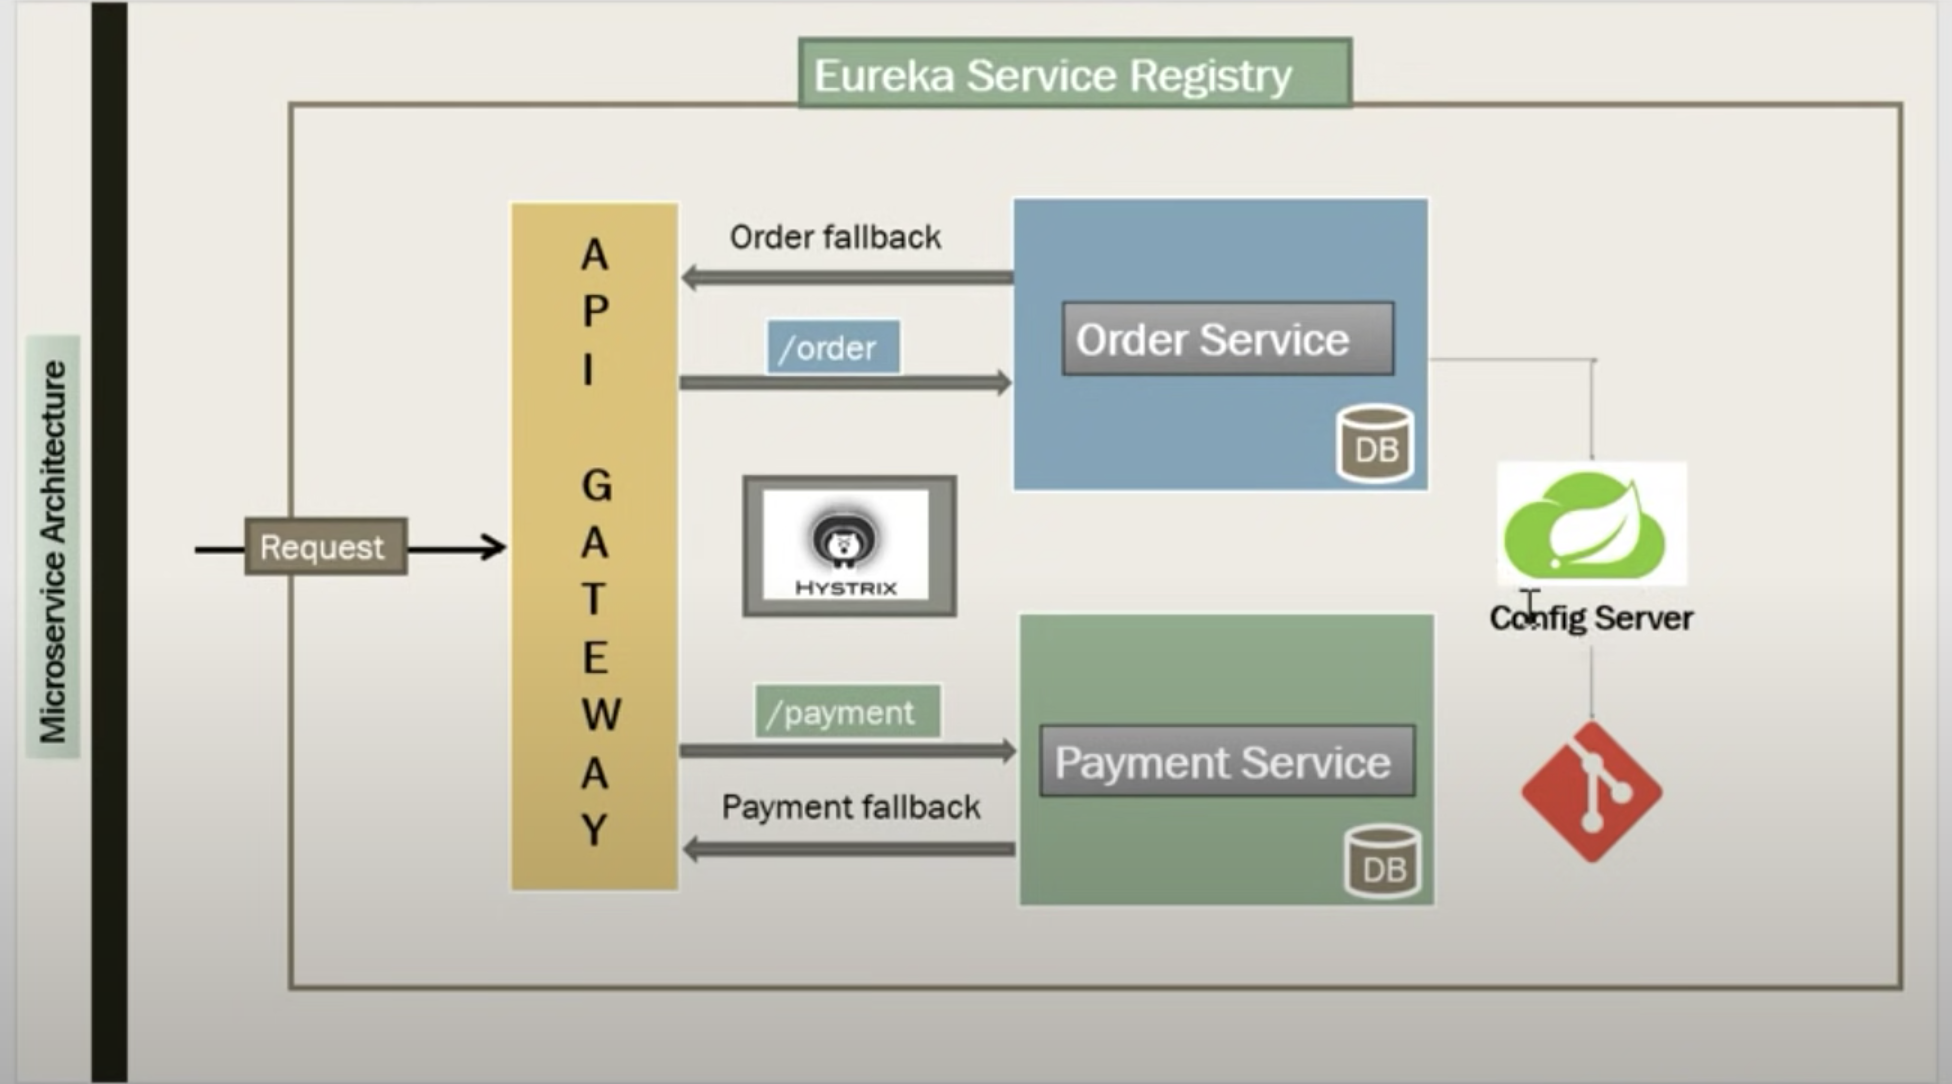 Microservice Architecture
Eureka Service Registry
Request
API GATEWAY
Order fallback
/order
Order Service
DB
HYSTRIX
Config Server
/payment
Payment Service
Payment fallback
DB